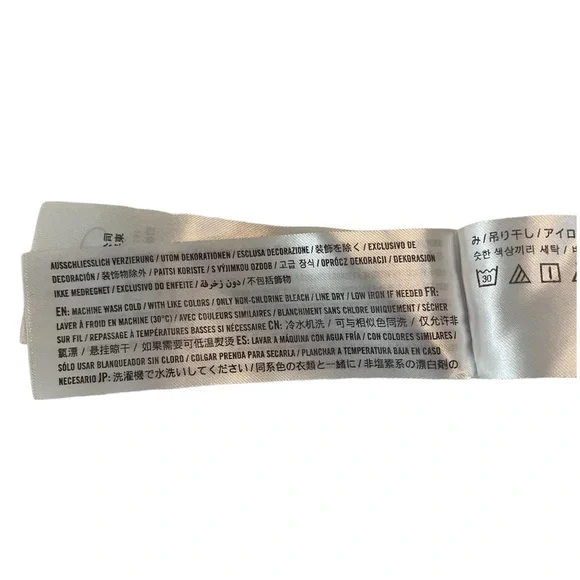 AUSSCHLIESSLICH VERZIERUNG / UTOM DEKORATIONEN / ESCLUSA DECORAZIONE / 装飾を除く / EXCLUSIVO DE
DECORACIÓN / 装饰物除外 / PAITSI KORISTE / S VÝJIMKOU OZDOB / 고급 장식 / OPRÓCZ DEKORACJI / DEKORASJON
IKKE MEDREGNET / EXCLUSIVO DO ENFEITE / دون زخرفة / 不包括飾物
EN: MACHINE WASH COLD / WITH LIKE COLORS / ONLY NON-CHLORINE BLEACH / LINE DRY / LOW IRON IF NEEDED FR:
LAVER À FROID EN MACHINE (30°C) / AVEC COULEURS SIMILAIRES / BLANCHIMENT SANS CHLORE UNIQUEMENT / SÉCHER
SUR FIL / REPASSAGE À TEMPÉRATURES BASSES SI NÉCESSAIRE CN: 冷水机洗 / 可与相似色同洗 / 仅允许非
氯漂 / 悬挂晾干 / 如果需要可低温熨烫 ES: LAVAR A MÁQUINA CON AGUA FRÍA / CON COLORES SIMILARES /
SÓLO USAR BLANQUEADOR SIN CLORO / COLGAR PRENDA PARA SECARLA / PLANCHAR A TEMPERATURA BAJA EN CASO
NECESARIO JP: 洗濯機で水洗いしてください / 同系色の衣類と一緒に / 非塩素系の漂白剤の
み / 吊り干し / アイロ
슷한 색상끼리 세탁 /
30